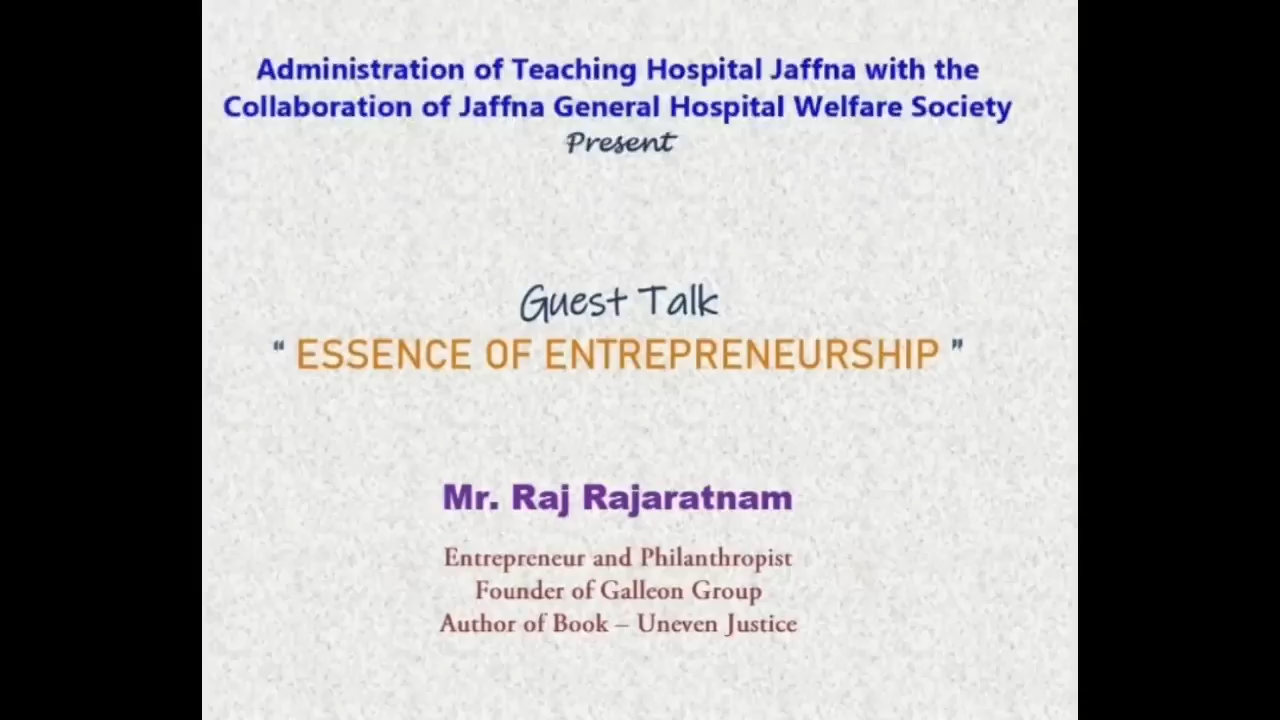 Administration of Teaching Hospital Jaffna with the
Collaboration of Jaffna General Hospital Welfare Society
Present
Guest Talk
“ ESSENCE OF ENTREPRENEURSHIP ”
Mr. Raj Rajaratnam
Entrepreneur and Philanthropist
Founder of Galleon Group
Author of Book – Uneven Justice